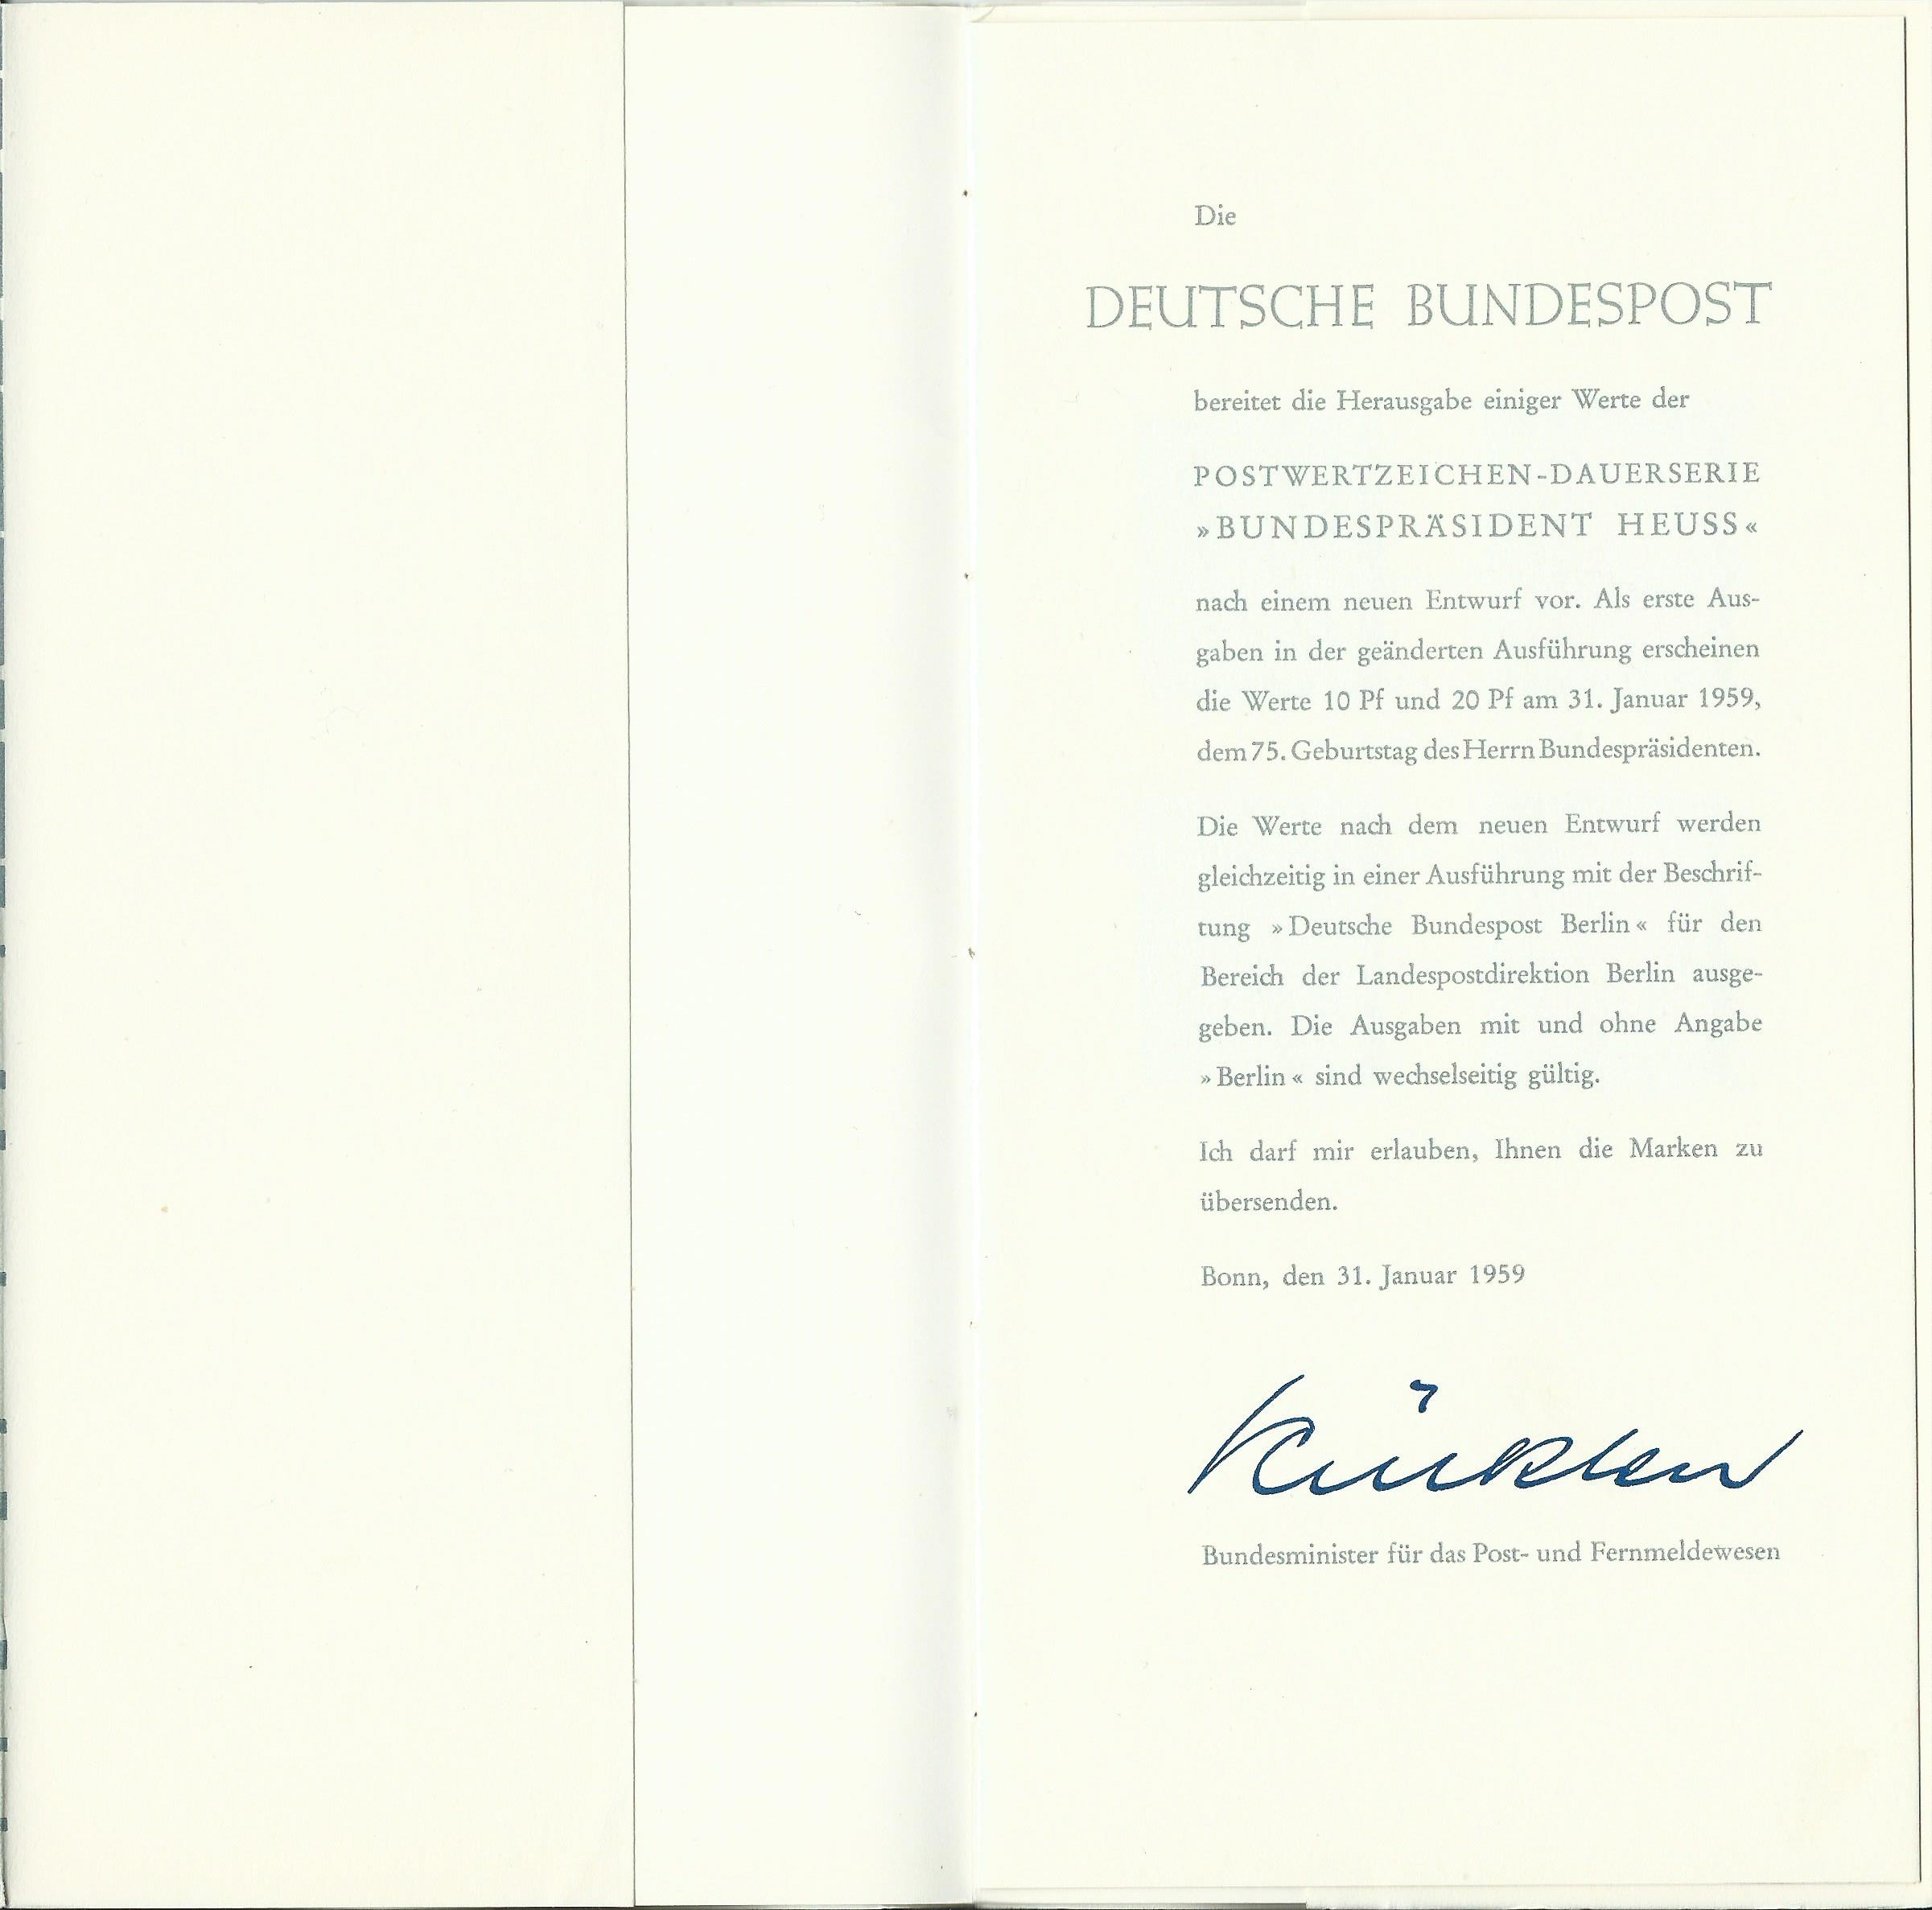 Die
DEUTSCHE BUNDESPOST
bereitet die Herausgabe einiger Werte der
POSTWERTZEICHEN-DAUERSERIE
»BUNDESPRÄSIDENT HEUSS«
nach einem neuen Entwurf vor. Als erste Aus-
gaben in der geänderten Ausführung erscheinen
die Werte 10 Pf und 20 Pf am 31. Januar 1959,
dem 75. Geburtstag des Herrn Bundespräsidenten.
Die Werte nach dem neuen Entwurf werden
gleichzeitig in einer Ausführung mit der Beschrif-
tung »Deutsche Bundespost Berlin« für den
Bereich der Landespostdirektion Berlin ausge-
geben. Die Ausgaben mit und ohne Angabe
»Berlin« sind wechselseitig gültig.
Ich darf mir erlauben, Ihnen die Marken zu
übersenden.
Bonn, den 31. Januar 1959
Bundesminister für das Post- und Fernmeldewesen